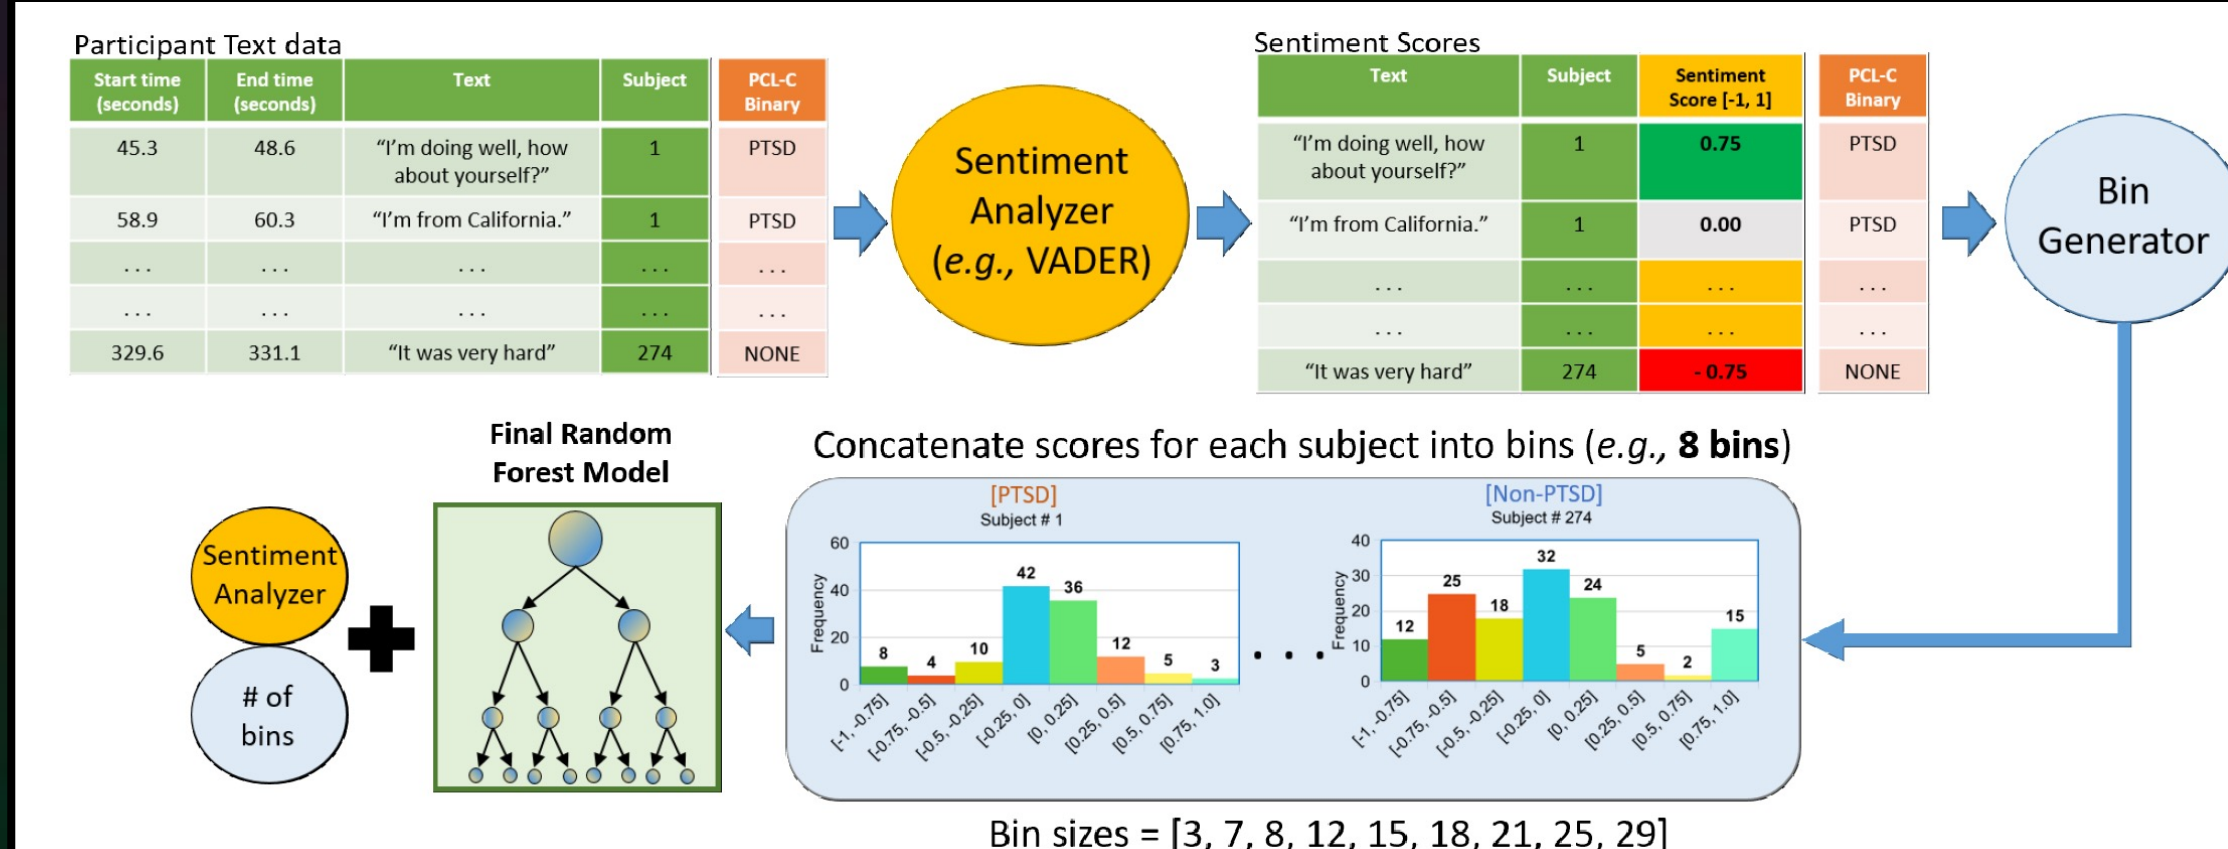 Participant Text data
Start time (seconds) End time (seconds) Text Subject PCL-C Binary
45.3 48.6 “I’m doing well, how about yourself?” 1 PTSD
58.9 60.3 “I’m from California.” 1 PTSD
... ... ... ... ...
... ... ... ... ...
329.6 331.1 “It was very hard” 274 NONE
Sentiment
Analyzer
(e.g., VADER)
Sentiment Scores
Text Subject Sentiment Score [-1, 1] PCL-C Binary
“I’m doing well, how about yourself?” 1 0.75 PTSD
“I’m from California.” 1 0.00 PTSD
... ... ... ...
... ... ... ...
“It was very hard” 274 - 0.75 NONE
Bin
Generator
Concatenate scores for each subject into bins (e.g., 8 bins)
[PTSD]
Subject # 1
Frequency
60
40
20
0
8 4 10 42 36 12 5 3
[-1, -0.75] [-0.75, -0.5] [-0.5, -0.25] [-0.25, 0] [0, 0.25] [0.25, 0.5] [0.5, 0.75] [0.75, 1.0]
. . .
[Non-PTSD]
Subject # 274
Frequency
40
30
20
10
0
12 25 18 32 24 5 2 15
[-1, -0.75] [-0.75, -0.5] [-0.5, -0.25] [-0.25, 0] [0, 0.25] [0.25, 0.5] [0.5, 0.75] [0.75, 1.0]
Bin sizes = [3, 7, 8, 12, 15, 18, 21, 25, 29]
Final Random
Forest Model
Sentiment
Analyzer
# of
bins